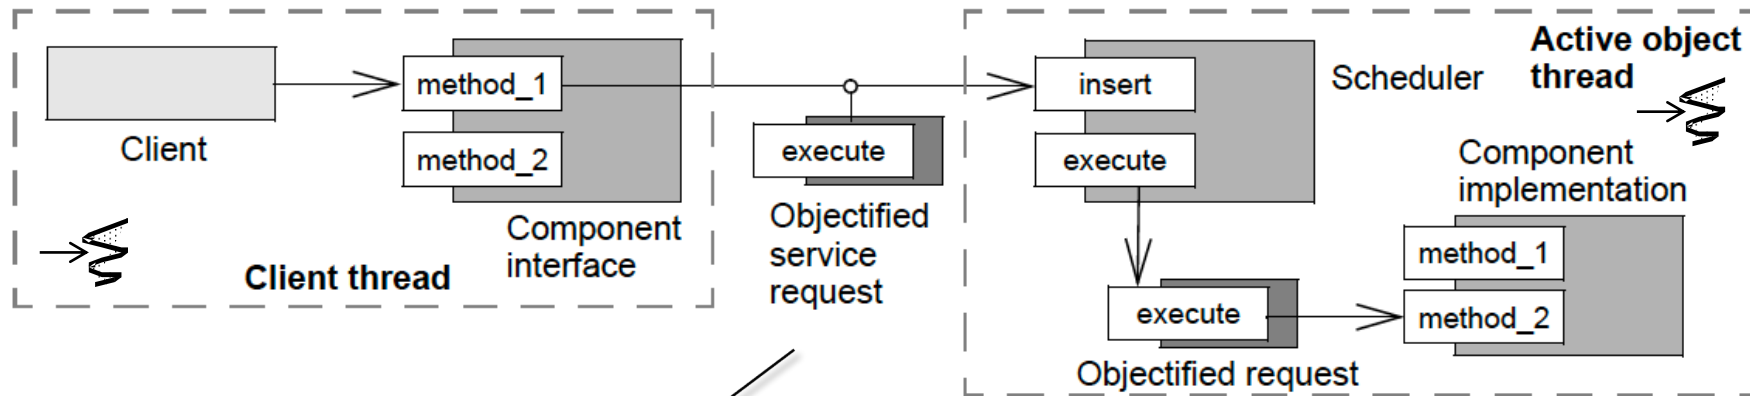 Client
method_1
method_2
Component
interface
Client thread
execute
Objectified
service
request
insert
execute
Scheduler
Active object
thread
Component
implementation
method_1
method_2
execute
Objectified request